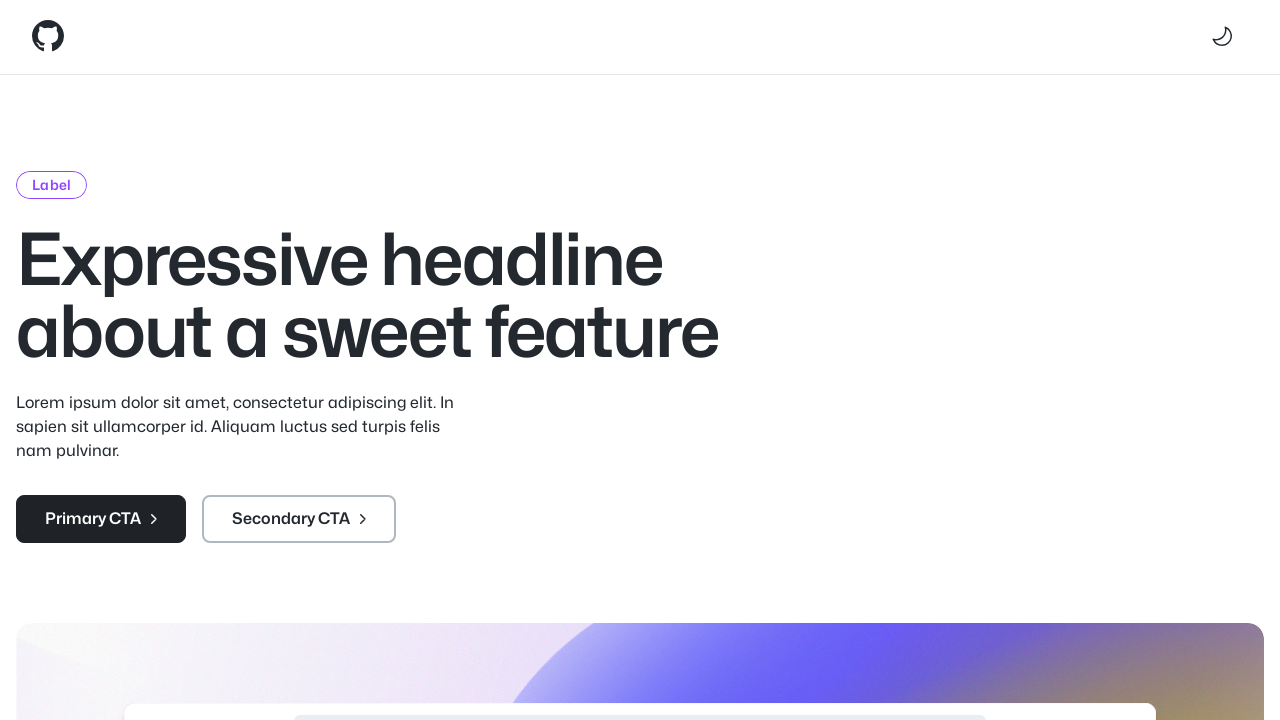 Label
Expressive headline
about a sweet feature
Lorem ipsum dolor sit amet, consectetur adipiscing elit. In
sapien sit ullamcorper id. Aliquam luctus sed turpis felis
nam pulvinar.
Primary CTA
Secondary CTA